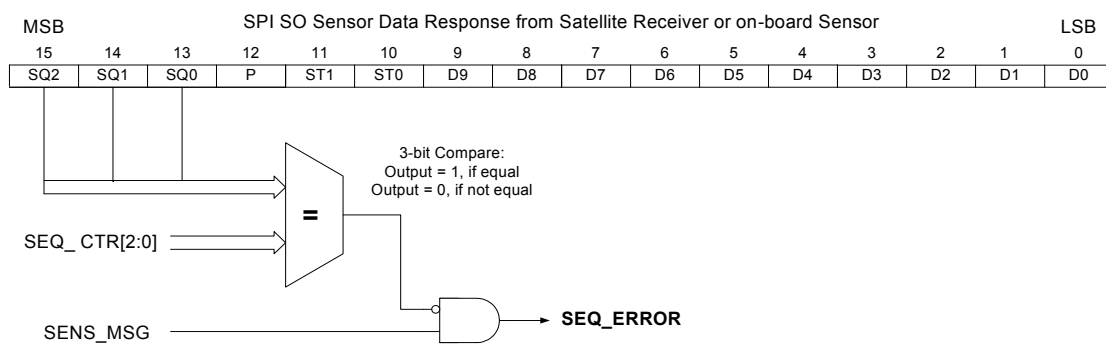 SPI SO Sensor Data Response from Satellite Receiver or on-board Sensor
MSB LSB
15 14 13 12 11 10 9 8 7 6 5 4 3 2 1 0
SQ2 SQ1 SQ0 P ST1 ST0 D9 D8 D7 D6 D5 D4 D3 D2 D1 D0
3-bit Compare:
Output = 1, if equal
Output = 0, if not equal
=
SEQ_ CTR[2:0]
SEQ_ERROR
SENS_MSG